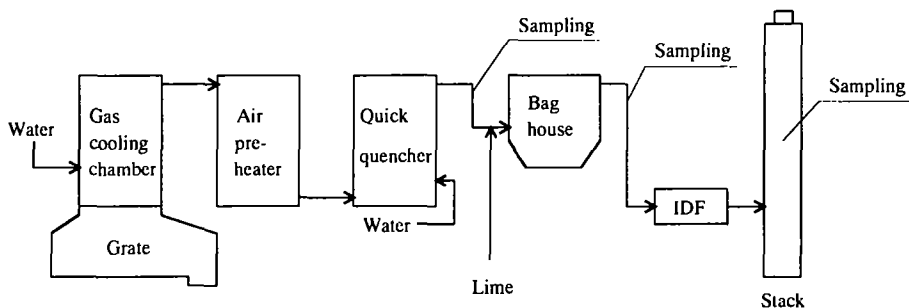 Sampling
Sampling
Sampling
Water
Gas
cooling
chamber
Air
pre-
heater
Quick
quencher
Bag
house
Water
IDF
Grate
Lime
Stack